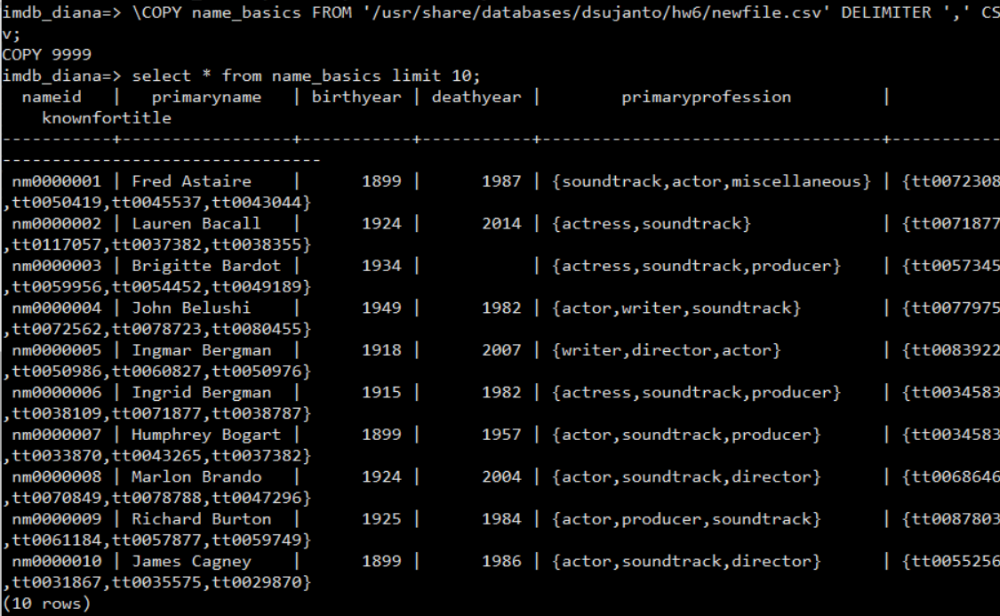 imdb_diana=> \COPY name_basics FROM '/usr/share/databases/dsujanto/hw6/newfile.csv' DELIMITER ',' CS
v;
COPY 9999
imdb_diana=> select * from name_basics limit 10;
  nameid   |   primaryname   | birthyear | deathyear |        primaryprofession         |
    knownfortitle
-----------+-----------------+-----------+-----------+----------------------------------+-----------
--------------------------------
 nm0000001 | Fred Astaire    |      1899 |      1987 | {soundtrack,actor,miscellaneous} | {tt0072308
,tt0050419,tt0045537,tt0043044}
 nm0000002 | Lauren Bacall   |      1924 |      2014 | {actress,soundtrack}             | {tt0071877
,tt0117057,tt0037382,tt0038355}
 nm0000003 | Brigitte Bardot |      1934 |           | {actress,soundtrack,producer}    | {tt0057345
,tt0059956,tt0054452,tt0049189}
 nm0000004 | John Belushi    |      1949 |      1982 | {actor,writer,soundtrack}        | {tt0077975
,tt0072562,tt0078723,tt0080455}
 nm0000005 | Ingmar Bergman  |      1918 |      2007 | {writer,director,actor}          | {tt0083922
,tt0050986,tt0060827,tt0050976}
 nm0000006 | Ingrid Bergman  |      1915 |      1982 | {actress,soundtrack,producer}    | {tt0034583
,tt0038109,tt0071877,tt0038787}
 nm0000007 | Humphrey Bogart |      1899 |      1957 | {actor,soundtrack,producer}      | {tt0034583
,tt0033870,tt0043265,tt0037382}
 nm0000008 | Marlon Brando   |      1924 |      2004 | {actor,soundtrack,director}      | {tt0068646
,tt0070849,tt0078788,tt0047296}
 nm0000009 | Richard Burton  |      1925 |      1984 | {actor,producer,soundtrack}      | {tt0087803
,tt0061184,tt0057877,tt0059749}
 nm0000010 | James Cagney    |      1899 |      1986 | {actor,soundtrack,director}      | {tt0055256
,tt0031867,tt0035575,tt0029870}
(10 rows)